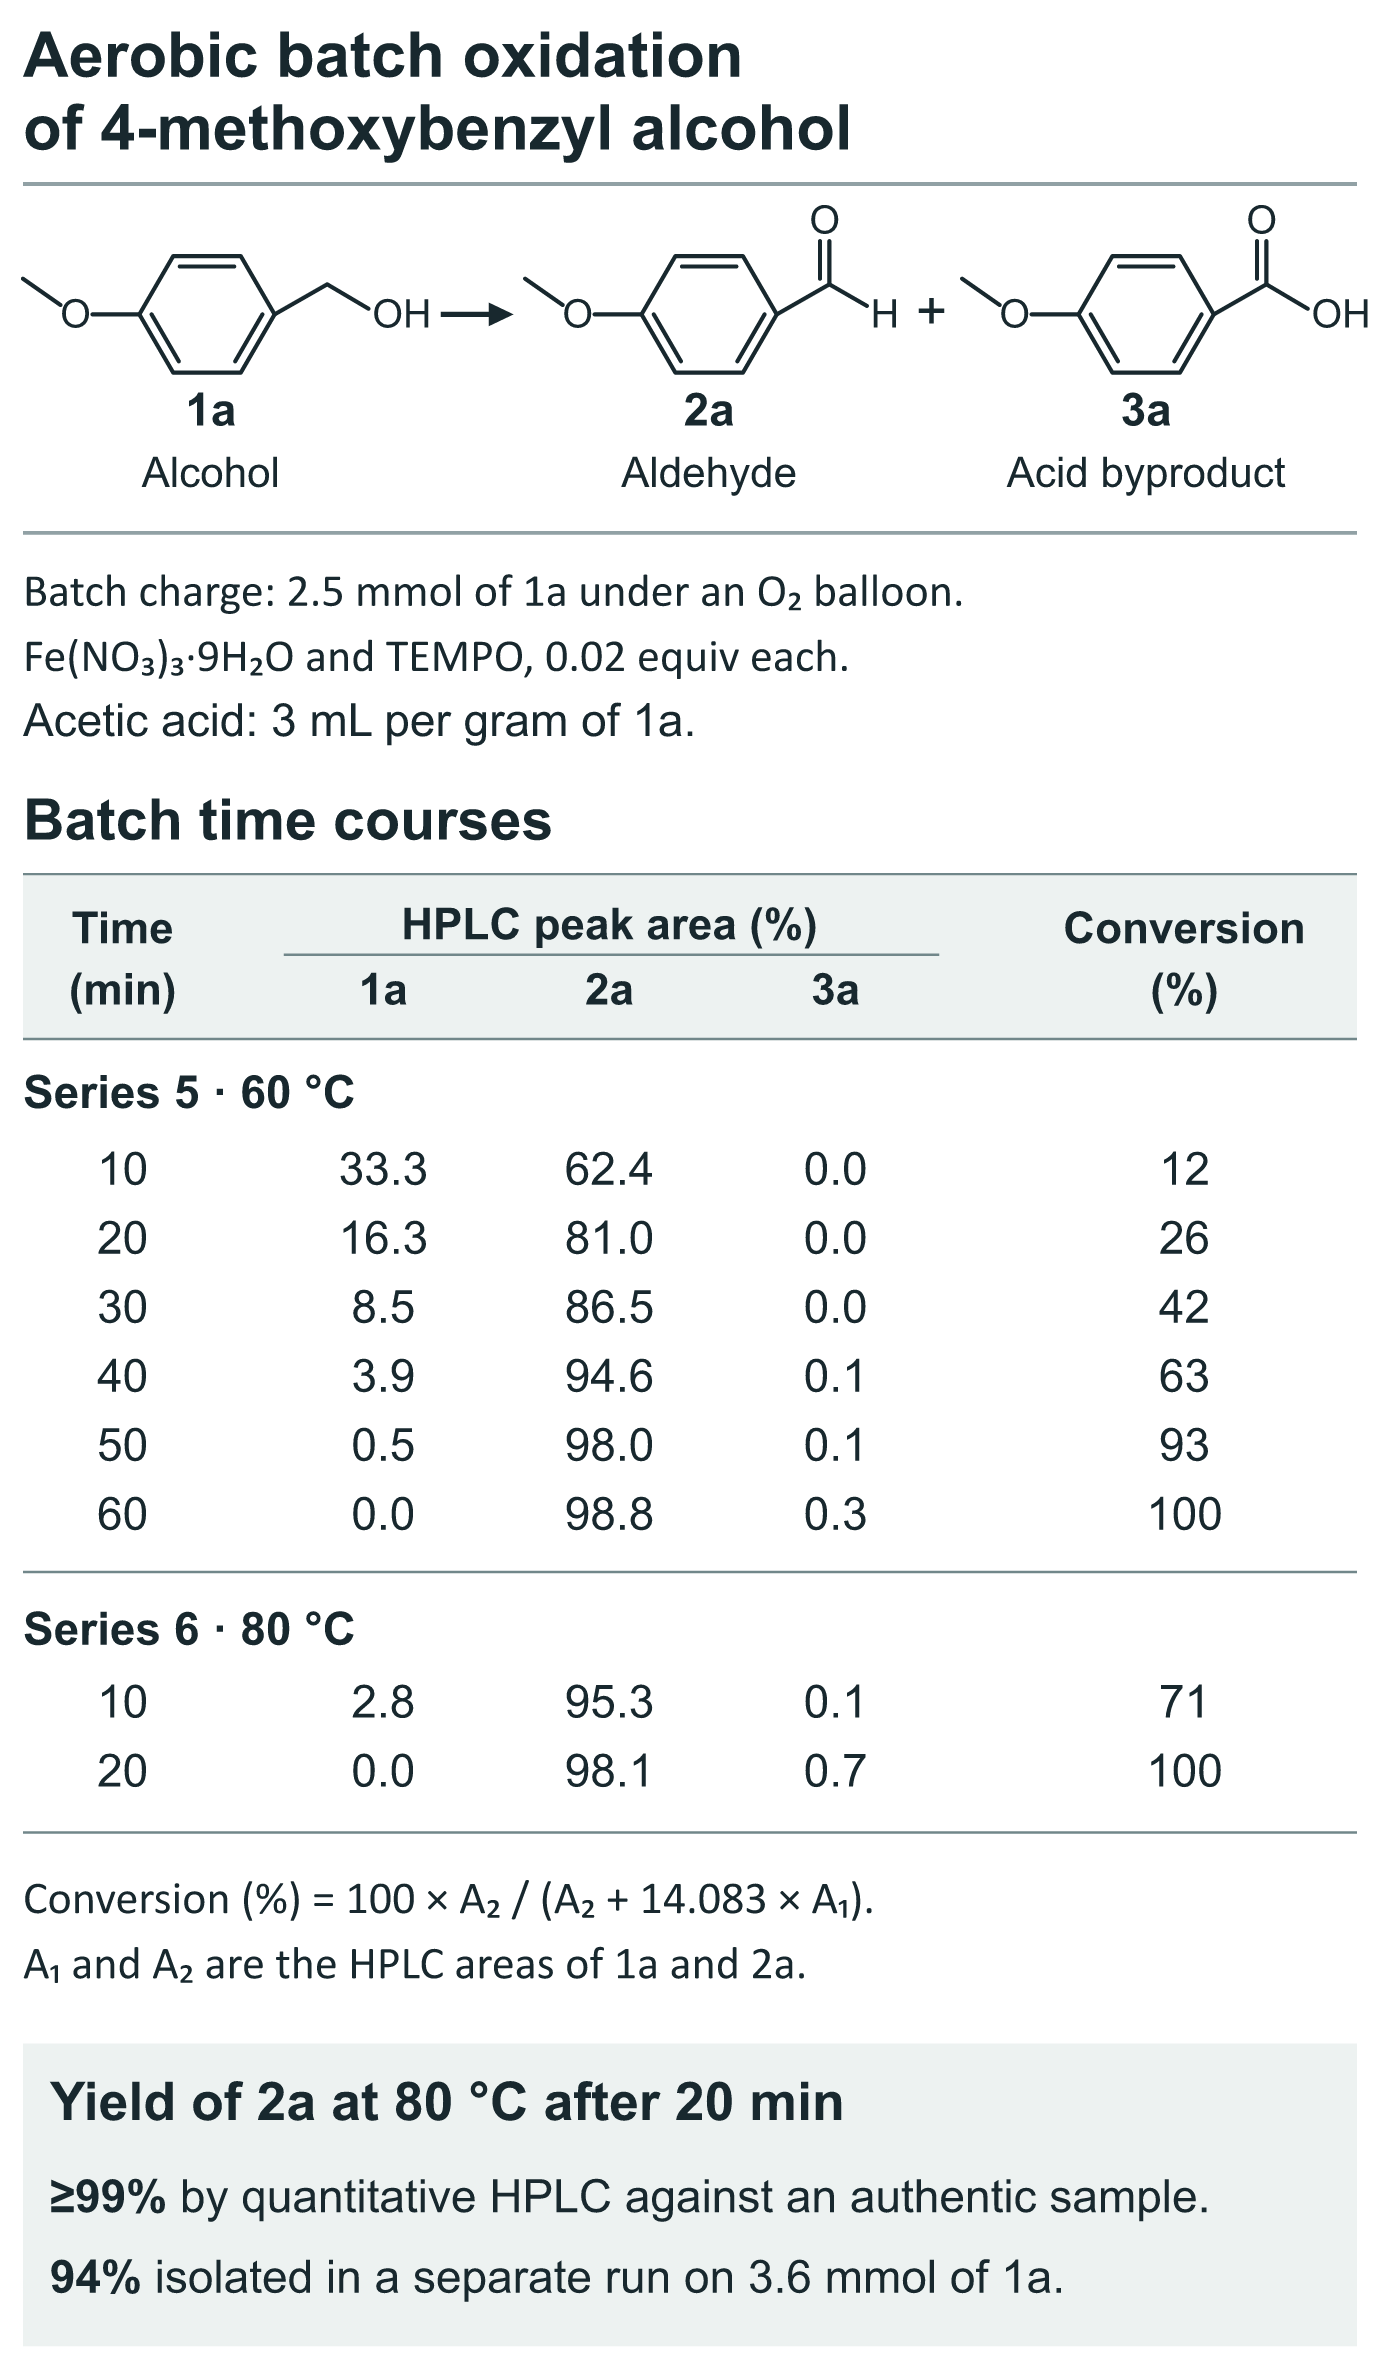 Aerobic batch oxidation
of 4-methoxybenzyl alcohol
O
OH
O
O
H
+
O
O
OH
1a
2a
3a
Alcohol
Aldehyde
Acid byproduct
Batch charge: 2.5 mmol of 1a under an O₂ balloon.
Fe(NO₃)₃·9H₂O and TEMPO, 0.02 equiv each.
Acetic acid: 3 mL per gram of 1a.
Batch time courses
Time (min) HPLC peak area (%) Conversion (%)
1a 2a 3a
Series 5 · 60 °C
10 33.3 62.4 0.0 12
20 16.3 81.0 0.0 26
30 8.5 86.5 0.0 42
40 3.9 94.6 0.1 63
50 0.5 98.0 0.1 93
60 0.0 98.8 0.3 100
Series 6 · 80 °C
10 2.8 95.3 0.1 71
20 0.0 98.1 0.7 100
Conversion (%) = 100 × A₂ / (A₂ + 14.083 × A₁).
A₁ and A₂ are the HPLC areas of 1a and 2a.
Yield of 2a at 80 °C after 20 min
≥99% by quantitative HPLC against an authentic sample.
94% isolated in a separate run on 3.6 mmol of 1a.